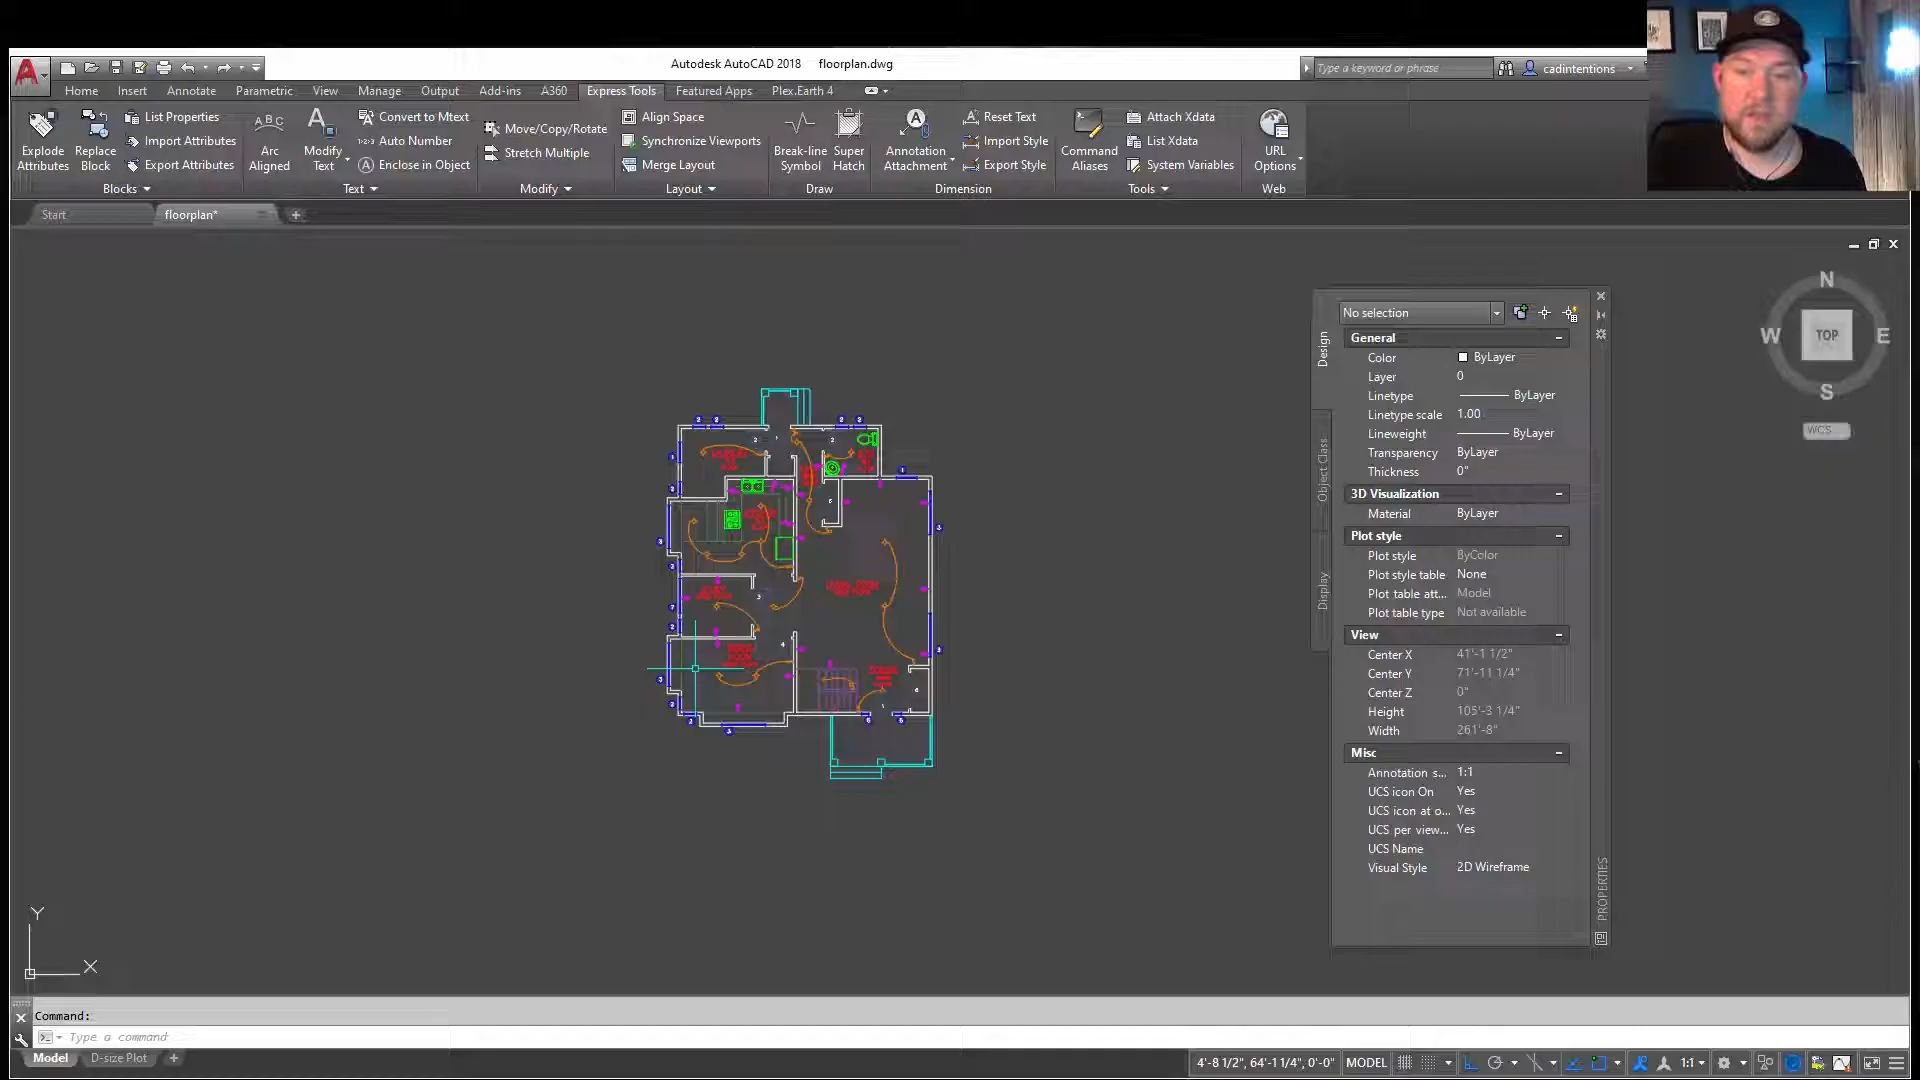 Autodesk AutoCAD 2018 floorplan.dwg
Type a keyword or phrase
cadintentions
Home Insert Annotate Parametric View Manage Output Add-ins A360 Express Tools Featured Apps Plex.Earth 4
Explode Attributes
Replace Block
List Properties
Import Attributes
Export Attributes
Blocks
ABC
Arc Aligned
Modify Text
Convert to Mtext
Auto Number
Enclose in Object
Text
Move/Copy/Rotate
Stretch Multiple
Modify
Align Space
Synchronize Viewports
Merge Layout
Layout
Break-line Symbol
Super Hatch
Draw
Annotation Attachment
Reset Text
Import Style
Export Style
Dimension
Command Aliases
Attach Xdata
List Xdata
System Variables
Tools
URL Options
Web
Start
floorplan*
N
W TOP E
S
WCS
No selection
Design
Object Class
Display
PROPERTIES
General
Color ByLayer
Layer 0
Linetype ByLayer
Linetype scale 1.00
Lineweight ByLayer
Transparency ByLayer
Thickness 0"
3D Visualization
Material ByLayer
Plot style
Plot style ByColor
Plot style table None
Plot table att... Model
Plot table type Not available
View
Center X 41'-1 1/2"
Center Y 71'-11 1/4"
Center Z 0"
Height 105'-3 1/4"
Width 261'-8"
Misc
Annotation s... 1:1
UCS icon On Yes
UCS icon at o... Yes
UCS per view... Yes
UCS Name
Visual Style 2D Wireframe
Y
X
Command:
Type a command
Model D-size Plot
4'-8 1/2", 64'-1 1/4", 0'-0" MODEL 1:1